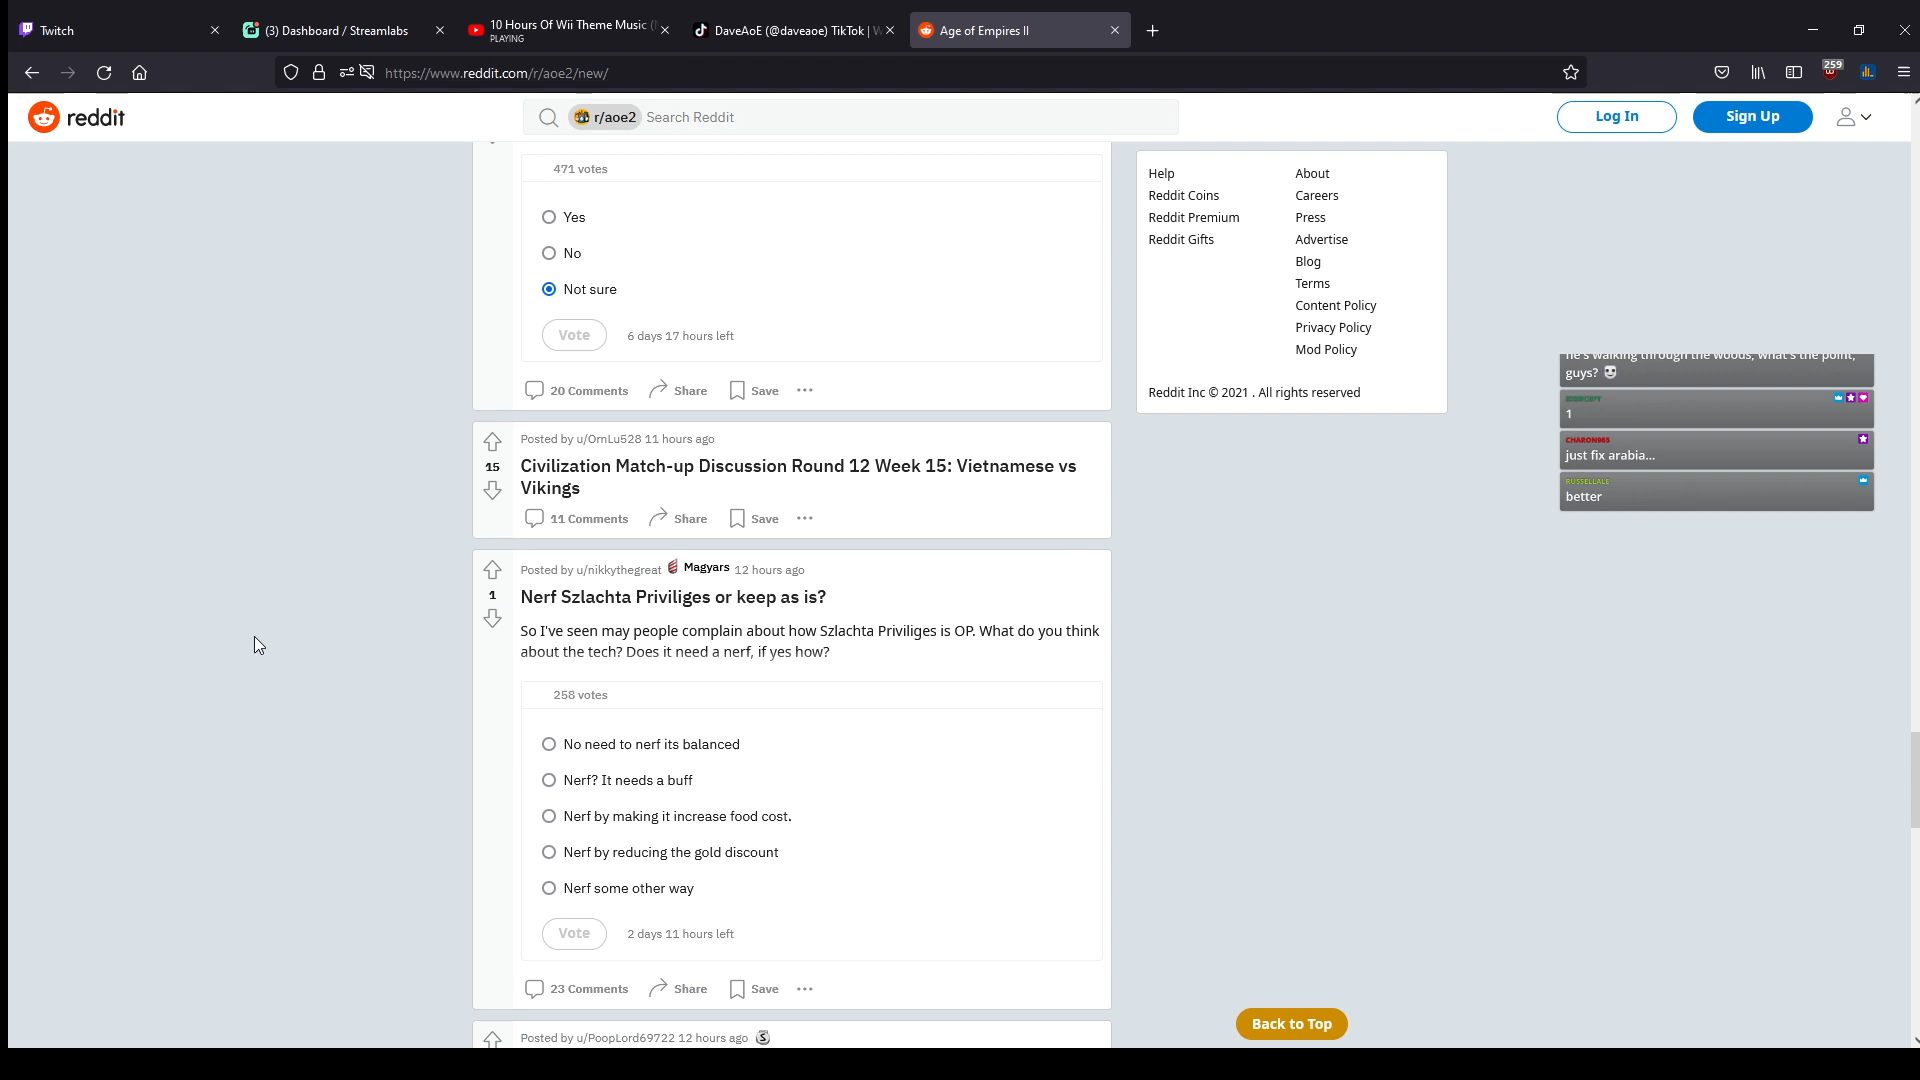 Twitch
(3) Dashboard / Streamlabs
10 Hours Of Wii Theme Music
PLAYING
DaveAoE (@daveaoe) TikTok |
Age of Empires II
https://www.reddit.com/r/aoe2/new/
259
reddit
r/aoe2 Search Reddit
Log In
Sign Up
471 votes
Yes
No
Not sure
Vote
6 days 17 hours left
20 Comments Share Save
Help
About
Reddit Coins
Careers
Reddit Premium
Press
Reddit Gifts
Advertise
Blog
Terms
Content Policy
Privacy Policy
Mod Policy
Reddit Inc © 2021 . All rights reserved
he's walking through the woods, what's the point,
guys?
1
CHARON965
just fix arabia...
RUSSELLALE
better
Posted by u/OrnLu528 11 hours ago
15
Civilization Match-up Discussion Round 12 Week 15: Vietnamese vs
Vikings
11 Comments Share Save
Posted by u/nikkythegreat Magyars 12 hours ago
1
Nerf Szlachta Priviliges or keep as is?
So I've seen may people complain about how Szlachta Priviliges is OP. What do you think
about the tech? Does it need a nerf, if yes how?
258 votes
No need to nerf its balanced
Nerf? It needs a buff
Nerf by making it increase food cost.
Nerf by reducing the gold discount
Nerf some other way
Vote
2 days 11 hours left
23 Comments Share Save
Back to Top
Posted by u/PoopLord69722 12 hours ago